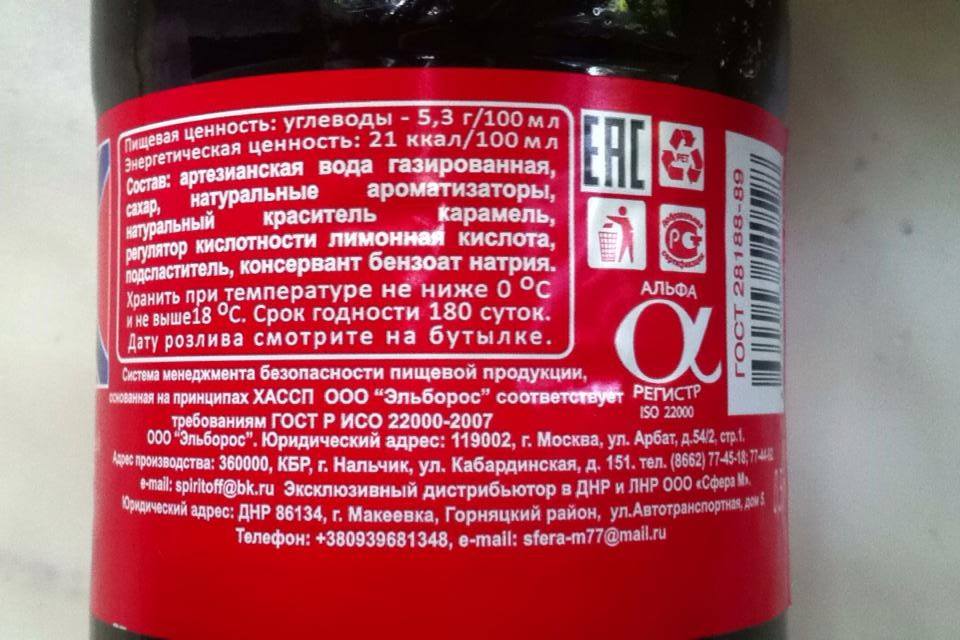 Пищевая ценность: углеводы - 5,3 г/100 мл
Энергетическая ценность: 21 ккал/100 мл
Состав: артезианская вода газированная,
сахар, натуральные ароматизаторы,
натуральный краситель карамель,
регулятор кислотности лимонная кислота,
подсластитель, консервант бензоат натрия.
Хранить при температуре не ниже 0 °С
и не выше18 °С. Срок годности 180 суток.
Дату розлива смотрите на бутылке.
ЕАС
PET
РСТ
АЛЬФА
α
РЕГИСТР
ISO 22000
ГОСТ 28188-89
Система менеджмента безопасности пищевой продукции,
основанная на принципах ХАССП ООО "Эльборос" соответствует
требованиям ГОСТ Р ИСО 22000-2007
ООО "Эльборос". Юридический адрес: 119002, г. Москва, ул. Арбат, д.54/2, стр.1.
Адрес производства: 360000, КБР, г. Нальчик, ул. Кабардинская, д. 151. тел. (8662) 77-45-18;
e-mail: spiritoff@bk.ru Эксклюзивный дистрибьютор в ДНР и ЛНР ООО «Сфера М».
Юридический адрес: ДНР 86134, г. Макеевка, Горняцкий район, ул.Автотранспортная, дом 5.
Телефон: +380939681348, e-mail: sfera-m77@mail.ru